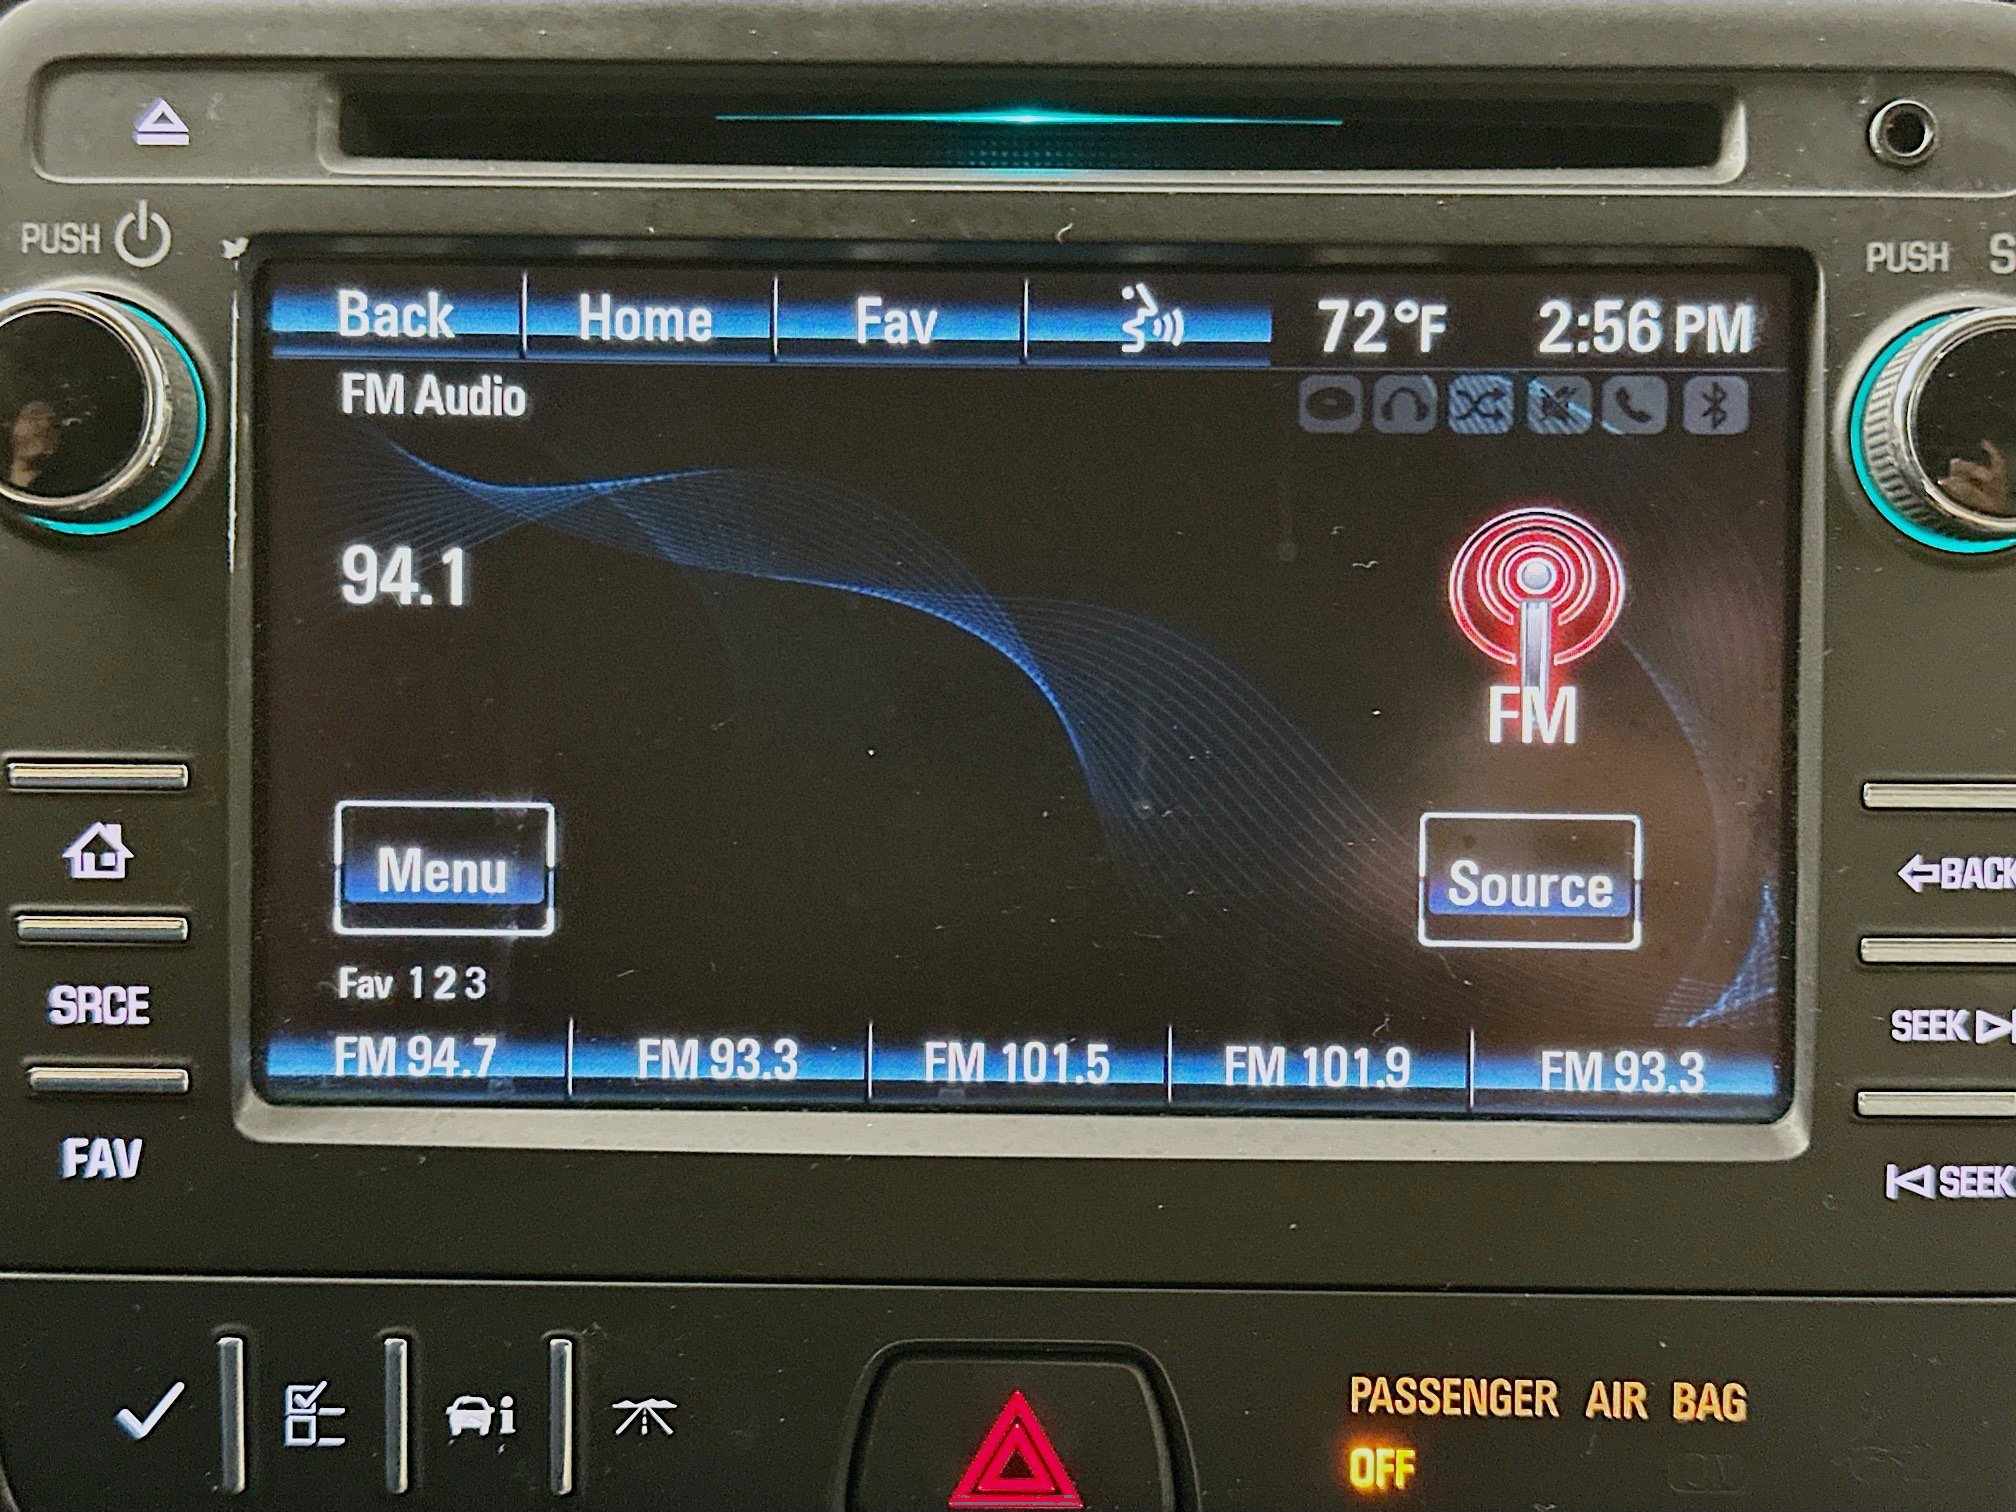 PUSH
PUSH S
Back Home Fav 72°F 2:56 PM
FM Audio
94.1
FM
Menu
Source
BACK
Fav 1 2 3
SRCE
SEEK
FM 94.7 FM 93.3 FM 101.5 FM 101.9 FM 93.3
FAV
SEEK
PASSENGER AIR BAG
OFF